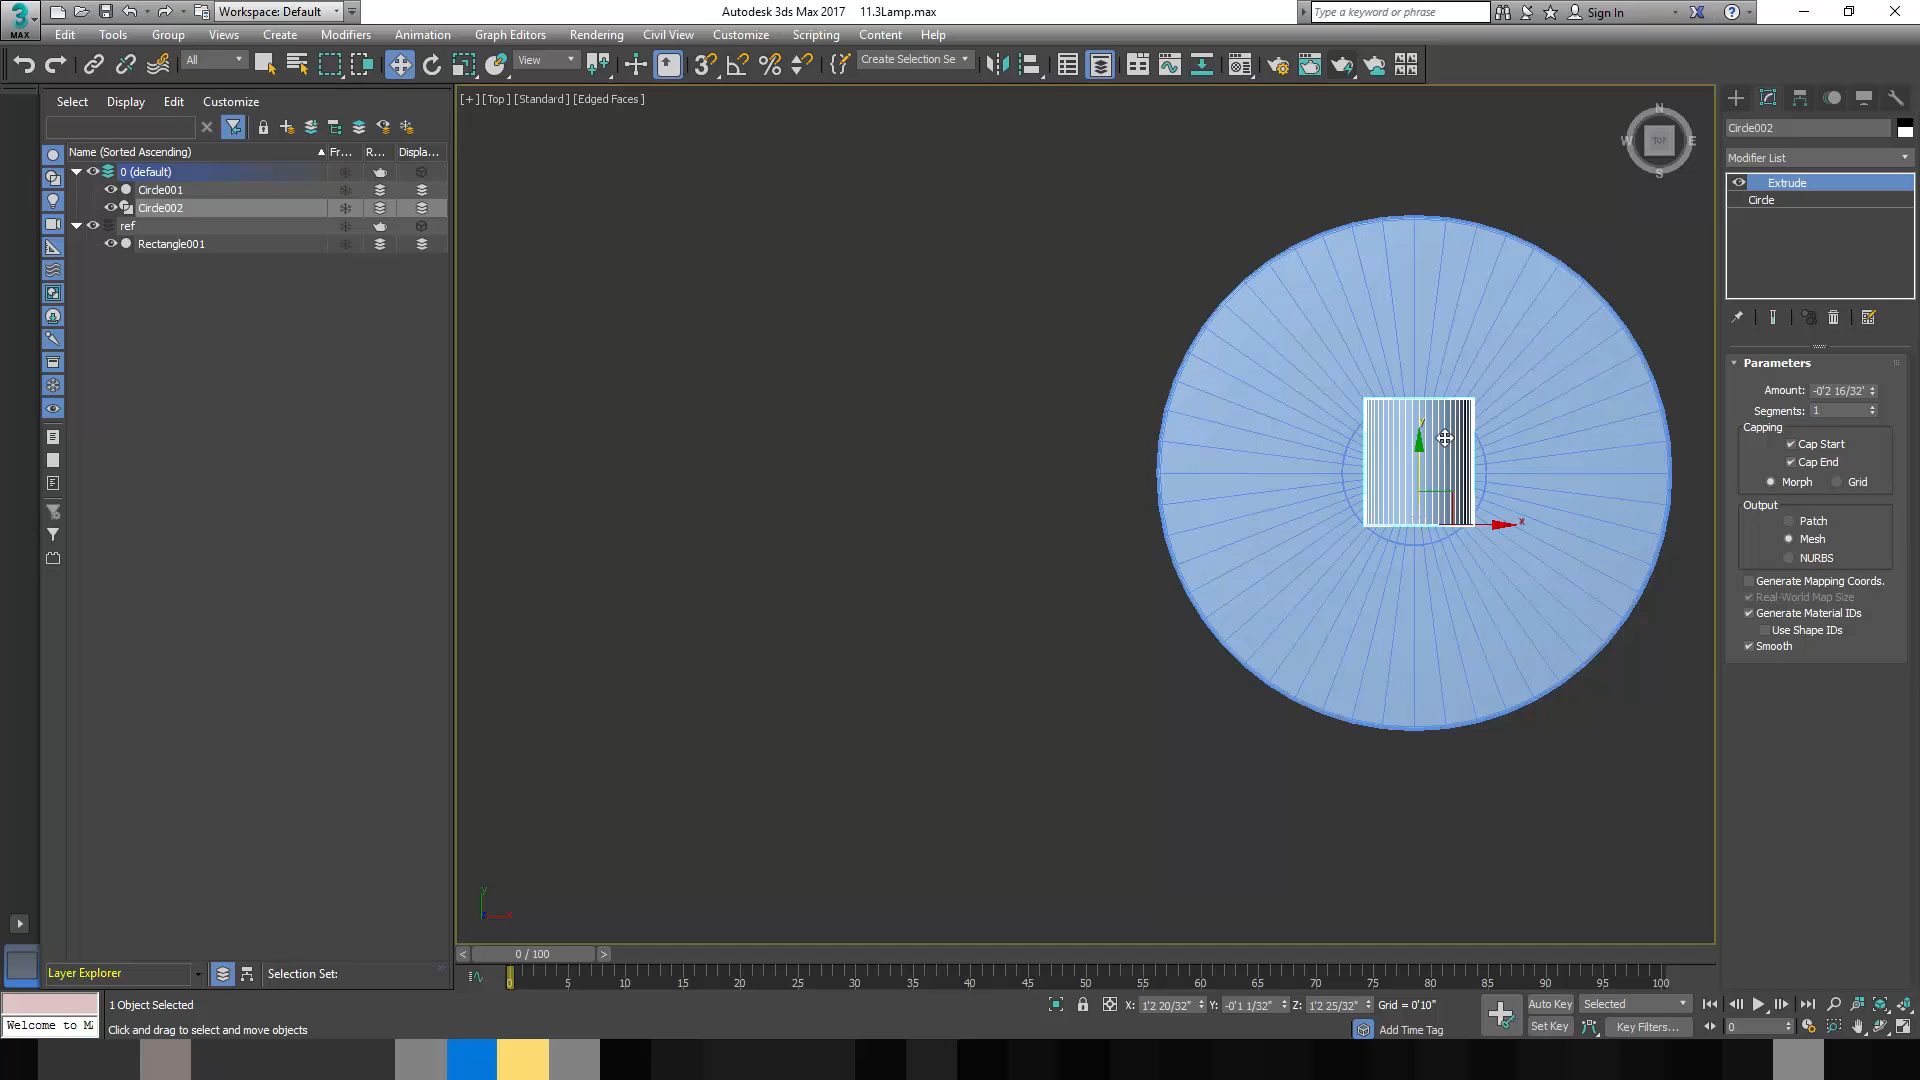 3
MAX
Workspace: Default
Autodesk 3ds Max 2017 11.3Lamp.max
Type a keyword or phrase
Sign In
Edit Tools Group Views Create Modifiers Animation Graph Editors Rendering Civil View Customize Scripting Content Help
All
View
Create Selection Se
Select Display Edit Customize
Name (Sorted Ascending) Fr... R... Displa...
0 (default)
Circle001
Circle002
ref
Rectangle001
[+] [Top] [Standard] [Edged Faces]
N
W TOP E
S
y
x
Circle002
Modifier List
Extrude
Circle
Parameters
Amount: -0'2 16/32"
Segments: 1
Capping
Cap Start
Cap End
Morph Grid
Output
Patch
Mesh
NURBS
Generate Mapping Coords.
Real-World Map Size
Generate Material IDs
Use Shape IDs
Smooth
< 0 / 100 >
Layer Explorer
Selection Set:
0 5 10 15 20 25 30 35 40 45 50 55 60 65 70 75 80 85 90 95 100
1 Object Selected
X: 1'2 20/32" Y: -0'1 1/32" Z: 1'2 25/32" Grid = 0'10"
Auto Key Selected
Welcome to M
Click and drag to select and move objects
Add Time Tag
Set Key Key Filters...
0